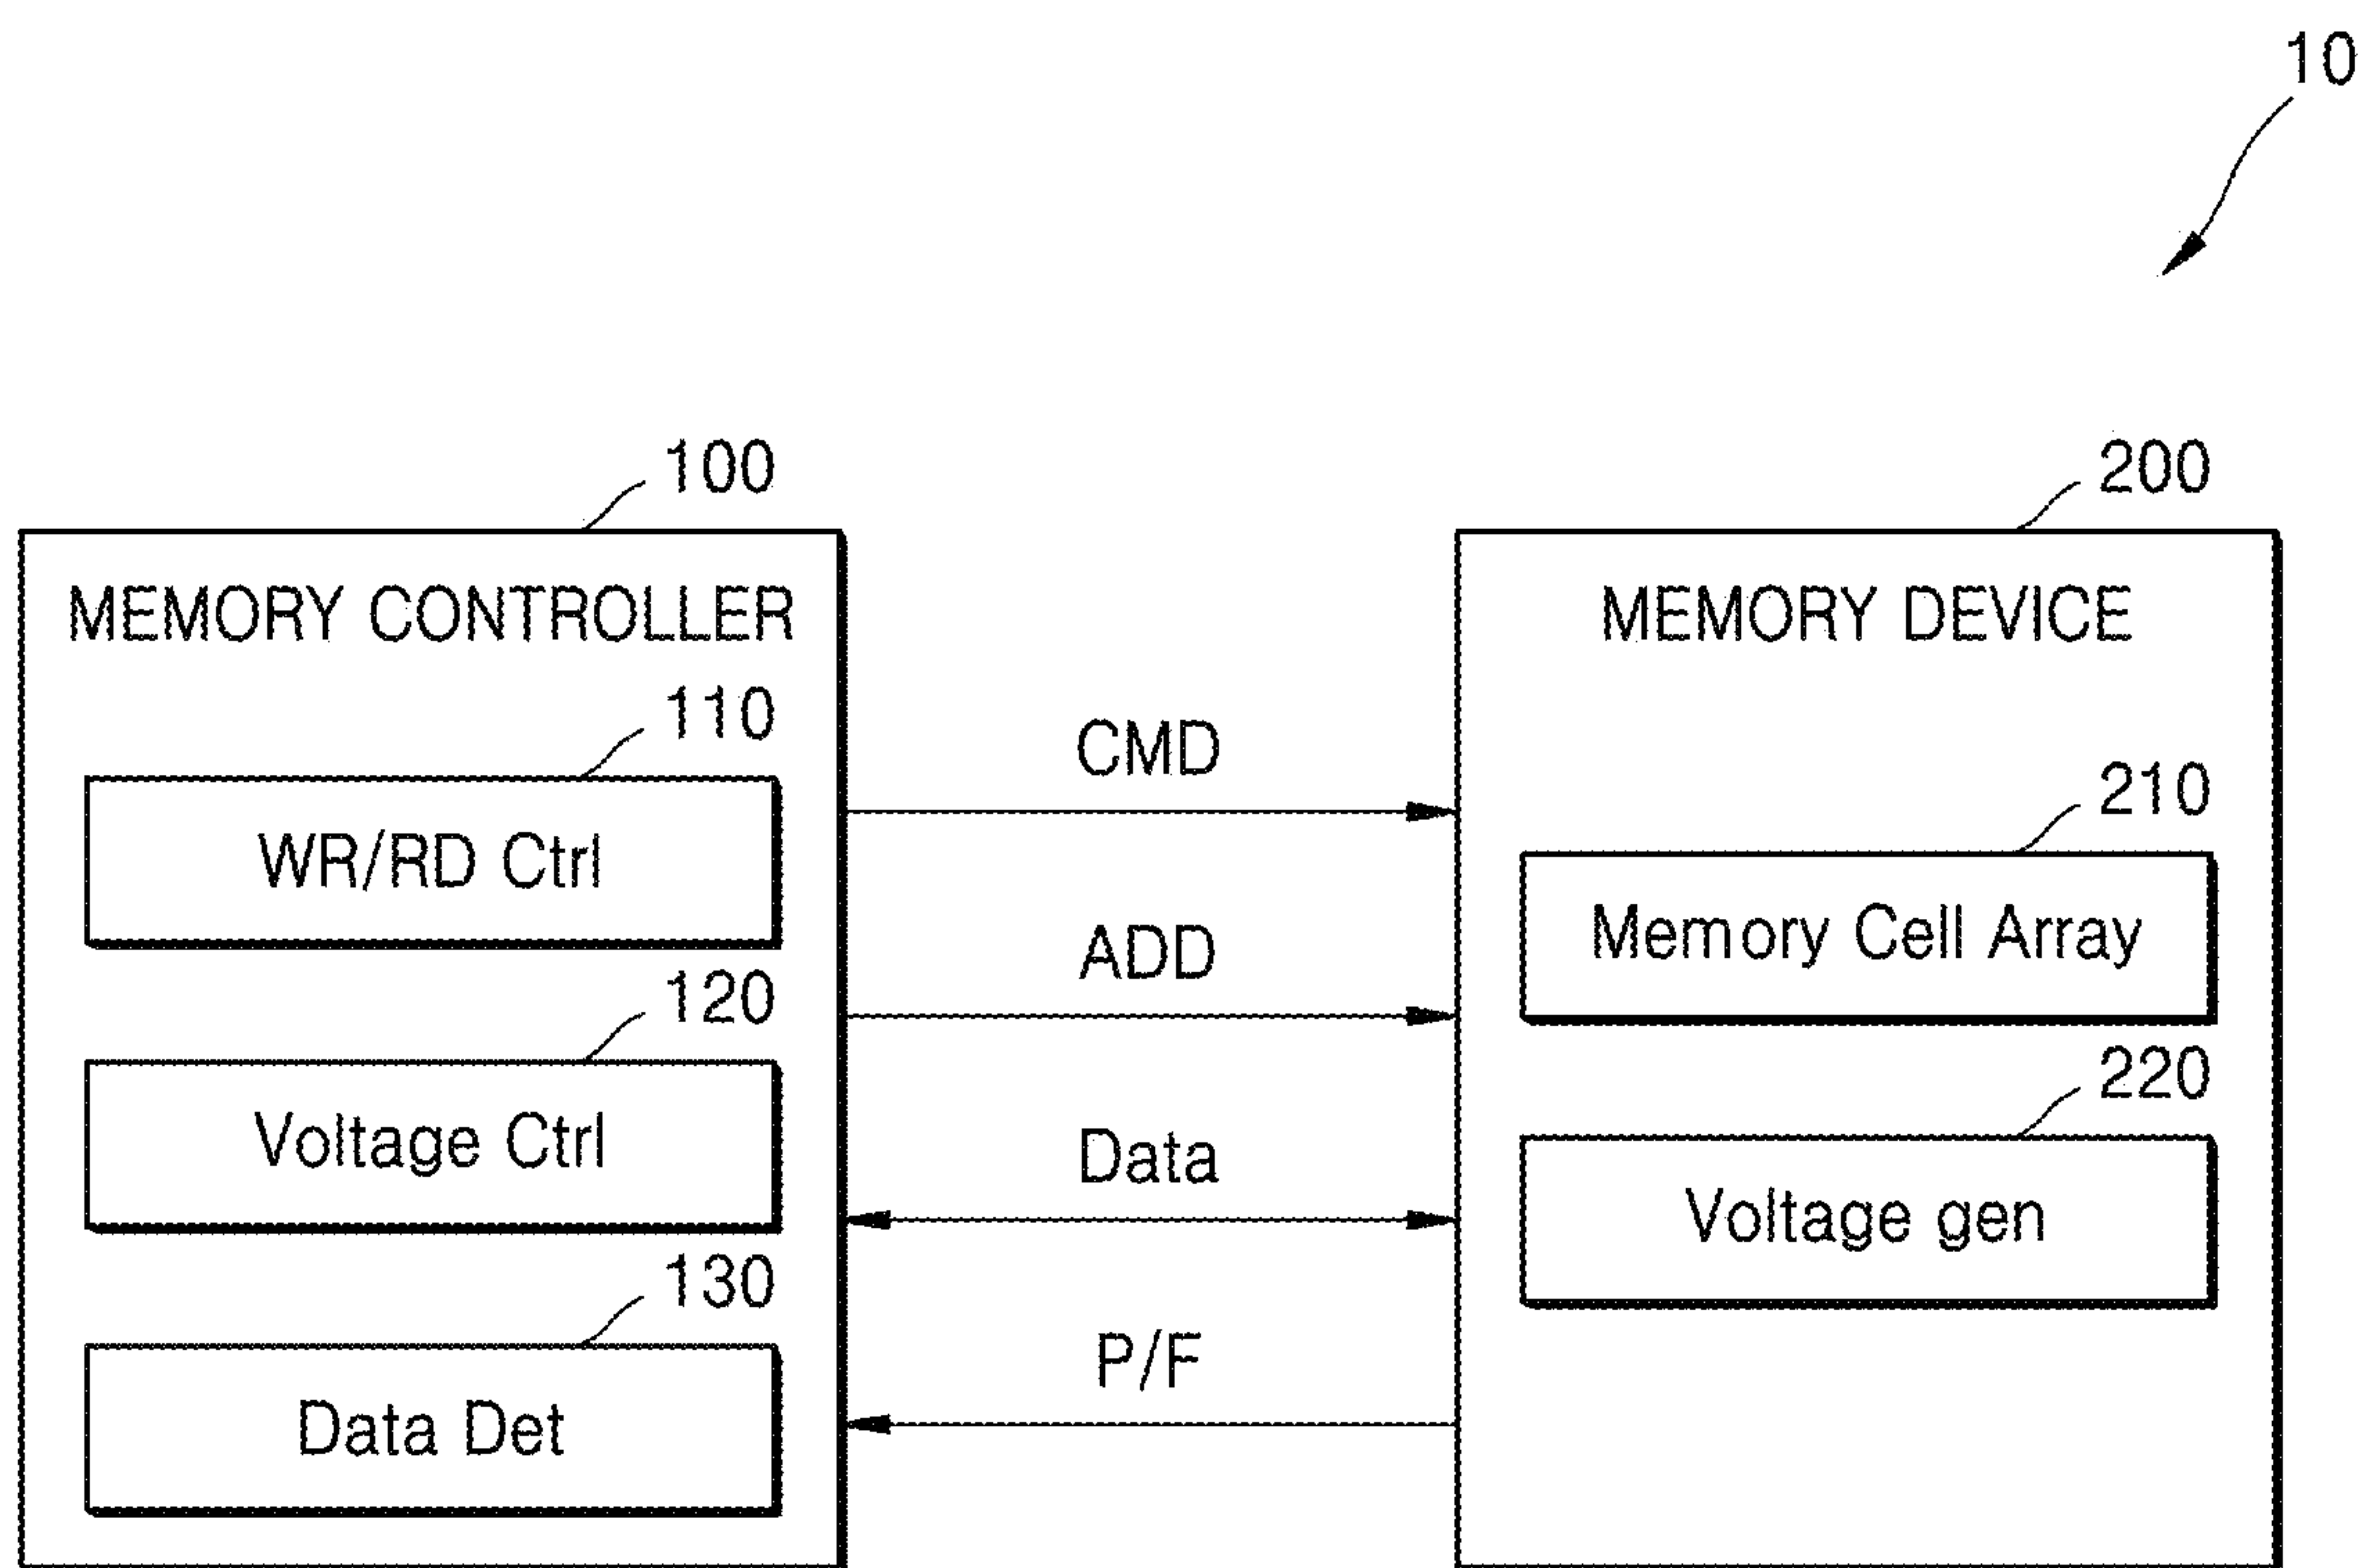 10
100
200
MEMORY CONTROLLER
MEMORY DEVICE
110
WR/RD Ctrl
120
Voltage Ctrl
130
Data Det
CMD
ADD
Data
P/F
210
Memory Cell Array
220
Voltage gen